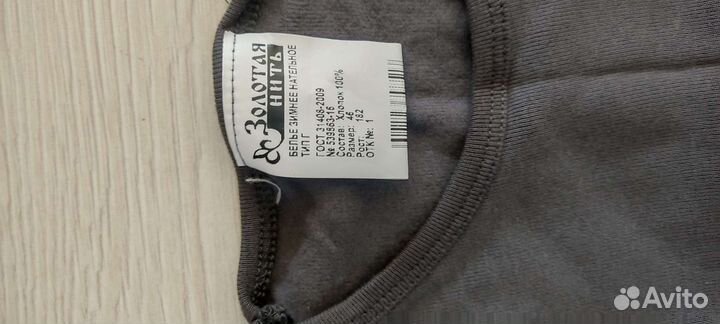 ЗОЛОТАЯ
НИТЬ
БЕЛЬЕ ЗИМНЕЕ НАТЕЛЬНОЕ
ТИП Г
ГОСТ 31408-2009
№ 539863-16
Состав: Хлопок 100%
Размер: 46
Рост: 182
ОТК №: 1
Avito